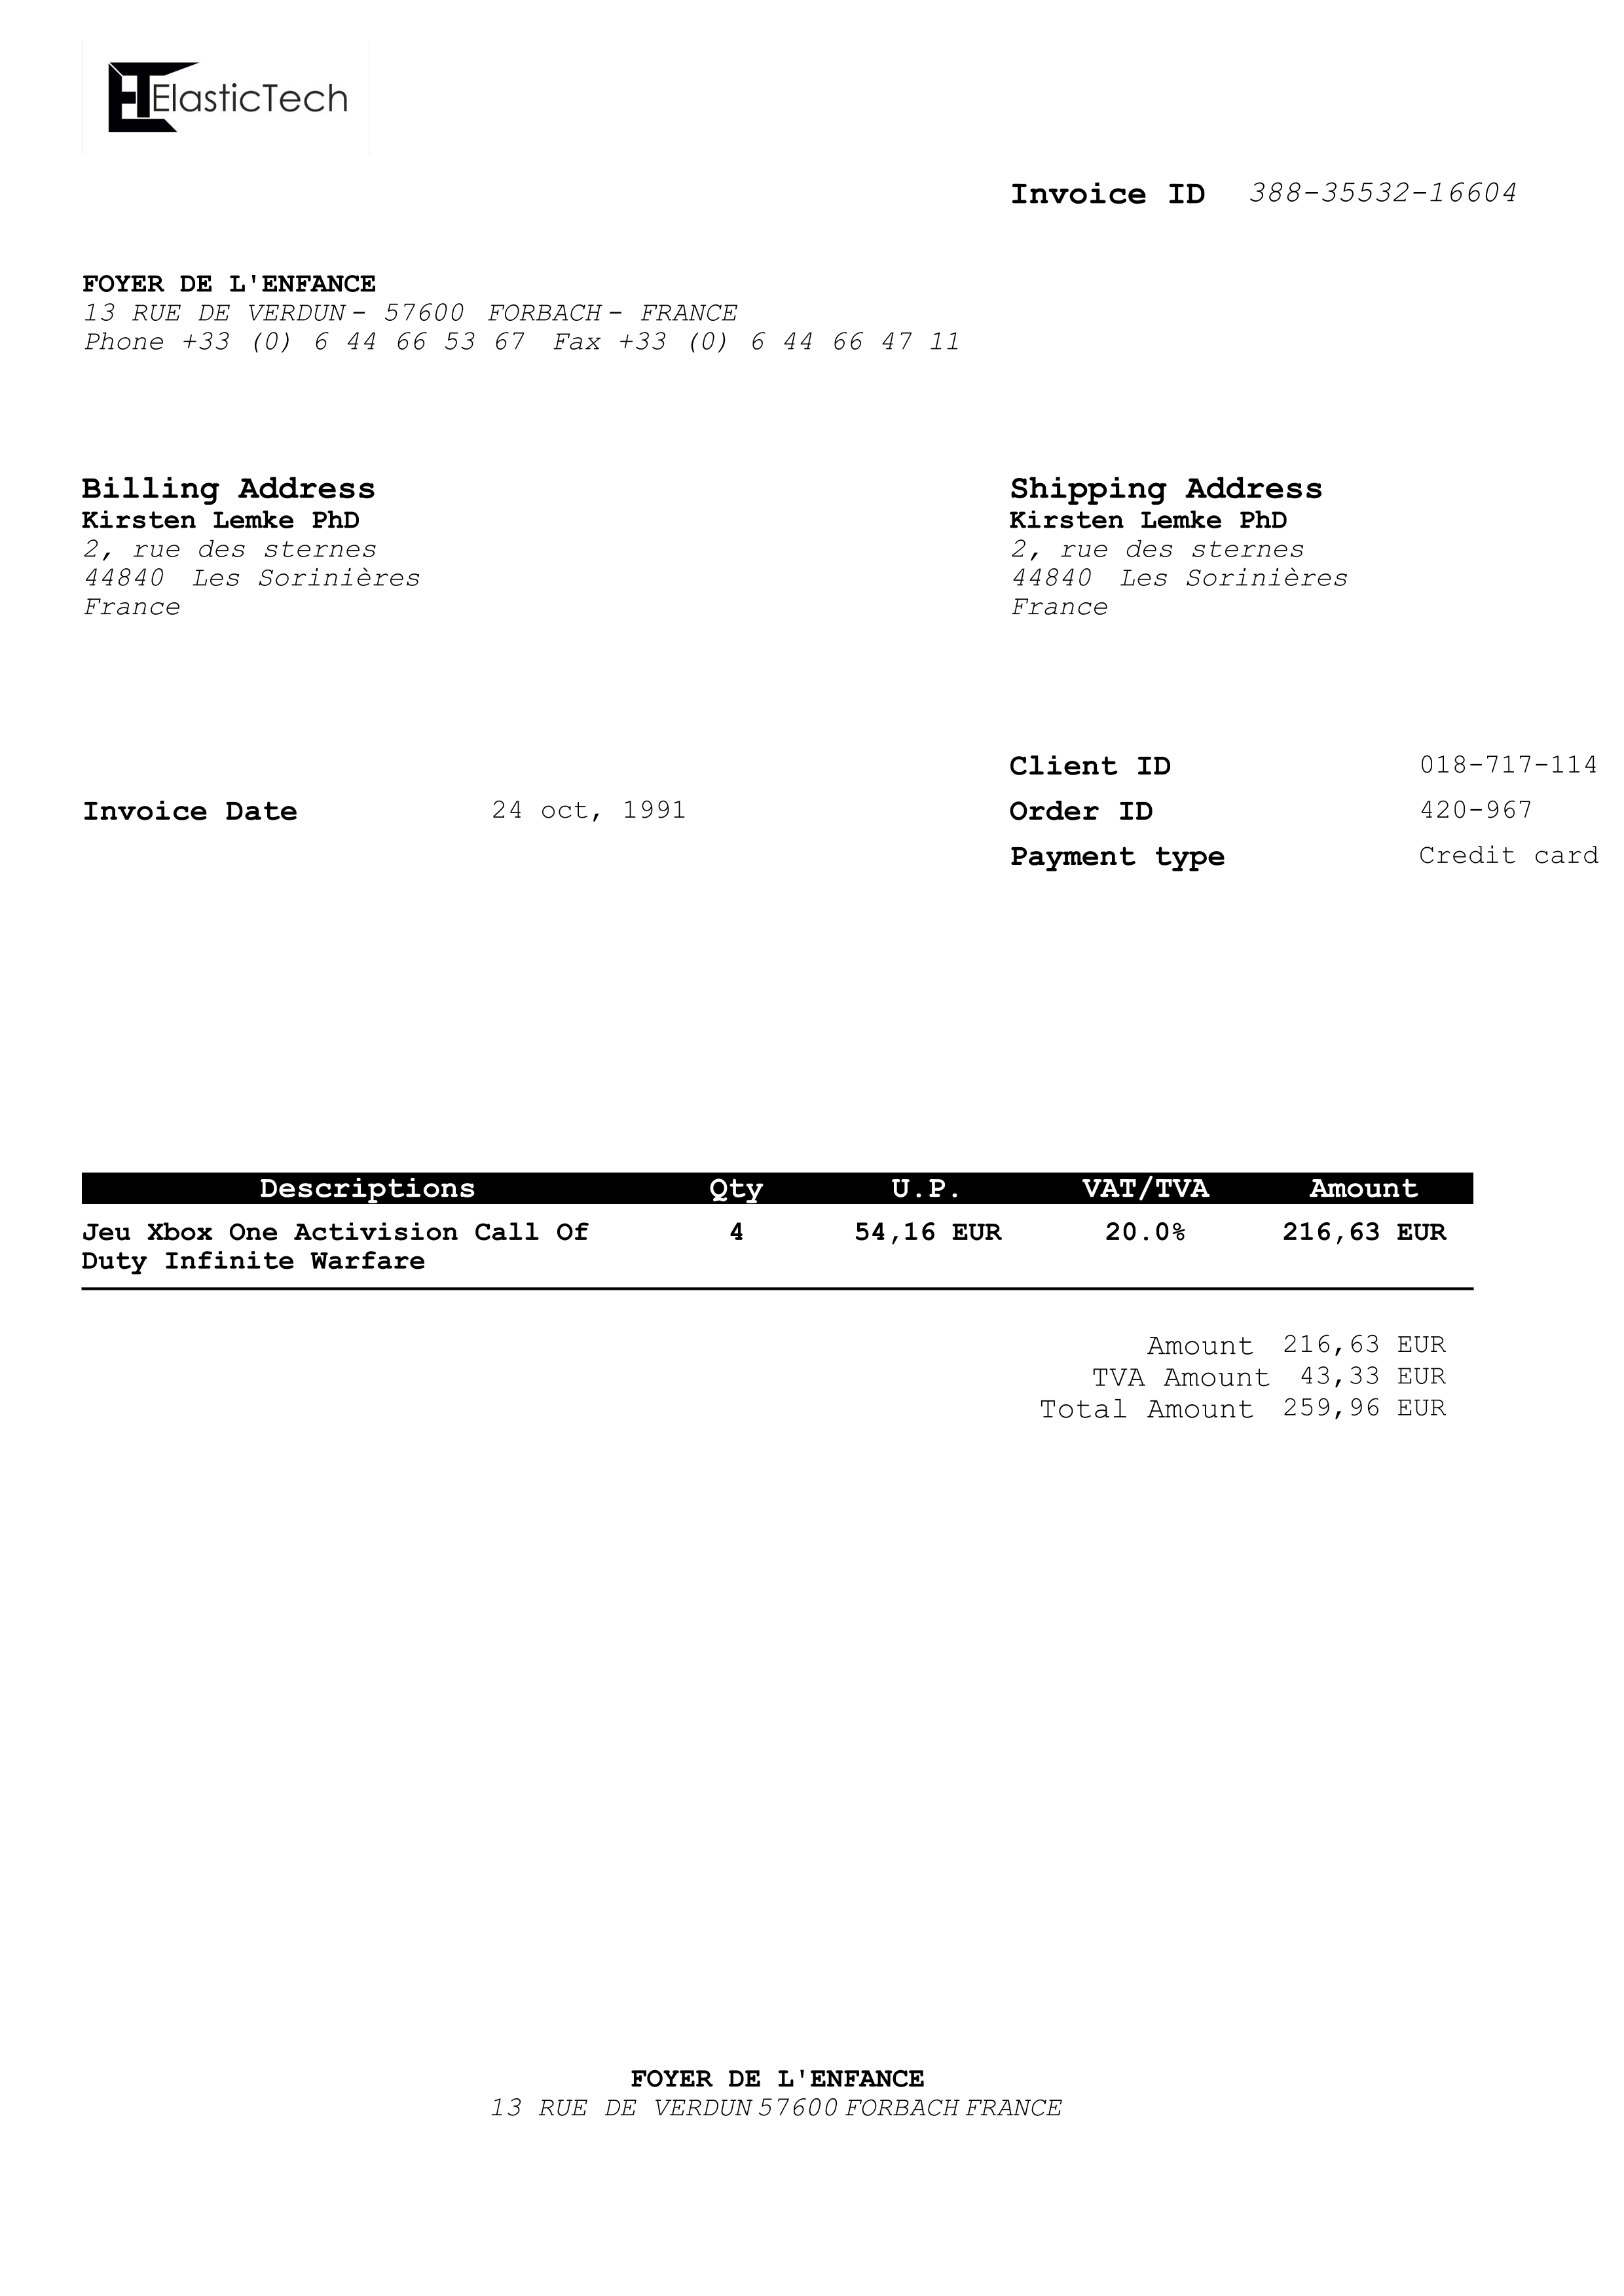 ElasticTech
Invoice ID 388-35532-16604
FOYER DE L'ENFANCE
13 RUE DE VERDUN - 57600 FORBACH - FRANCE
Phone +33 (0) 6 44 66 53 67 Fax +33 (0) 6 44 66 47 11
Billing Address
Kirsten Lemke PhD
2, rue des sternes
44840 Les Sorinières
France
Shipping Address
Kirsten Lemke PhD
2, rue des sternes
44840 Les Sorinières
France
Client ID 018-717-114
Invoice Date 24 oct, 1991
Order ID 420-967
Payment type Credit card
Descriptions Qty U.P. VAT/TVA Amount
Jeu Xbox One Activision Call Of 4 54,16 EUR 20.0% 216,63 EUR
Duty Infinite Warfare
Amount 216,63 EUR
TVA Amount 43,33 EUR
Total Amount 259,96 EUR
FOYER DE L'ENFANCE
13 RUE DE VERDUN 57600 FORBACH FRANCE